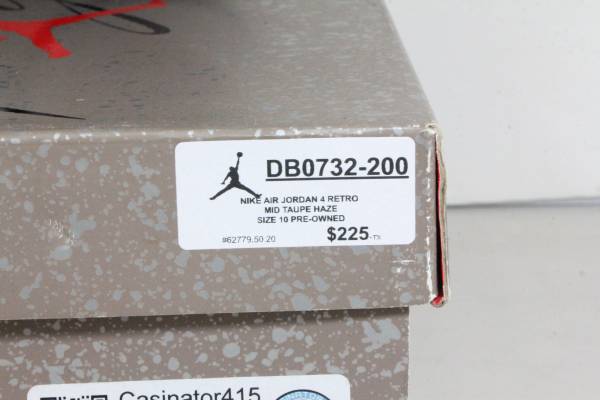 DB0732-200
NIKE AIR JORDAN 4 RETRO
MID TAUPE HAZE
SIZE 10 PRE-OWNED
#62779.50.20 $225-TX
Casinator415